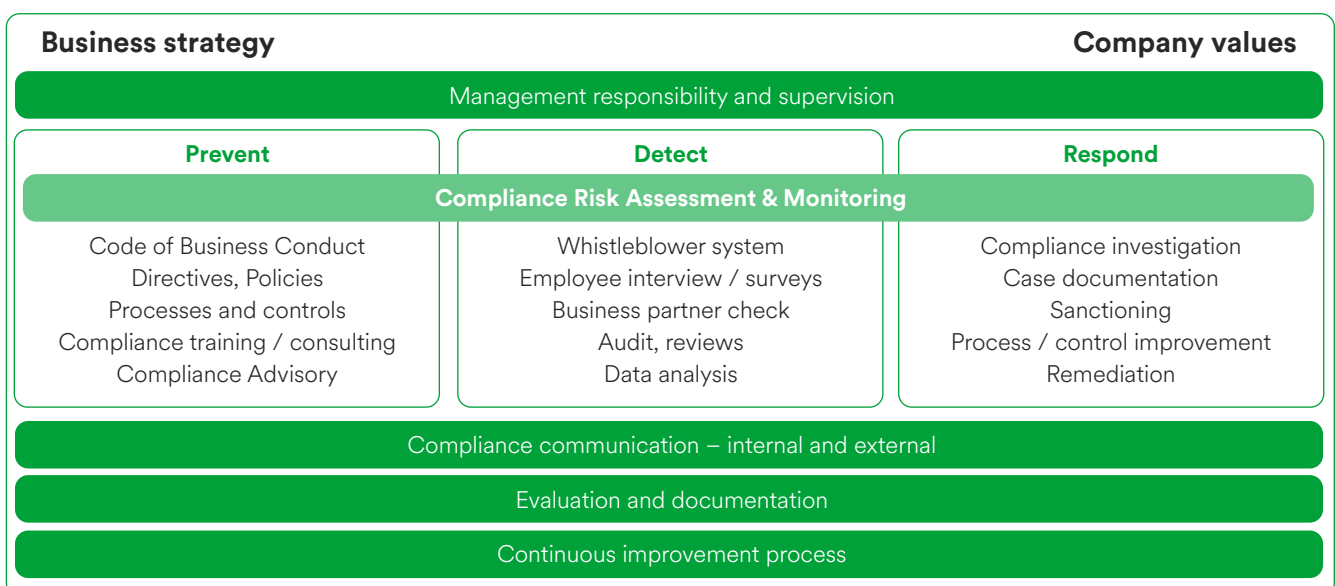 Business strategy
Company values
Management responsibility and supervision
Prevent
Detect
Respond
Compliance Risk Assessment & Monitoring
Code of Business Conduct
Directives, Policies
Processes and controls
Compliance training / consulting
Compliance Advisory
Whistleblower system
Employee interview / surveys
Business partner check
Audit, reviews
Data analysis
Compliance investigation
Case documentation
Sanctioning
Process / control improvement
Remediation
Compliance communication – internal and external
Evaluation and documentation
Continuous improvement process